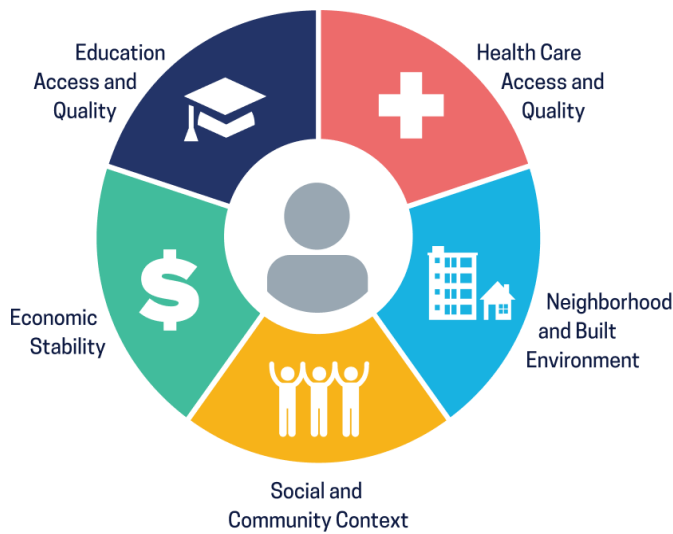 Education
Access and
Quality
Health Care
Access and
Quality
Economic
Stability
Neighborhood
and Built
Environment
Social and
Community Context